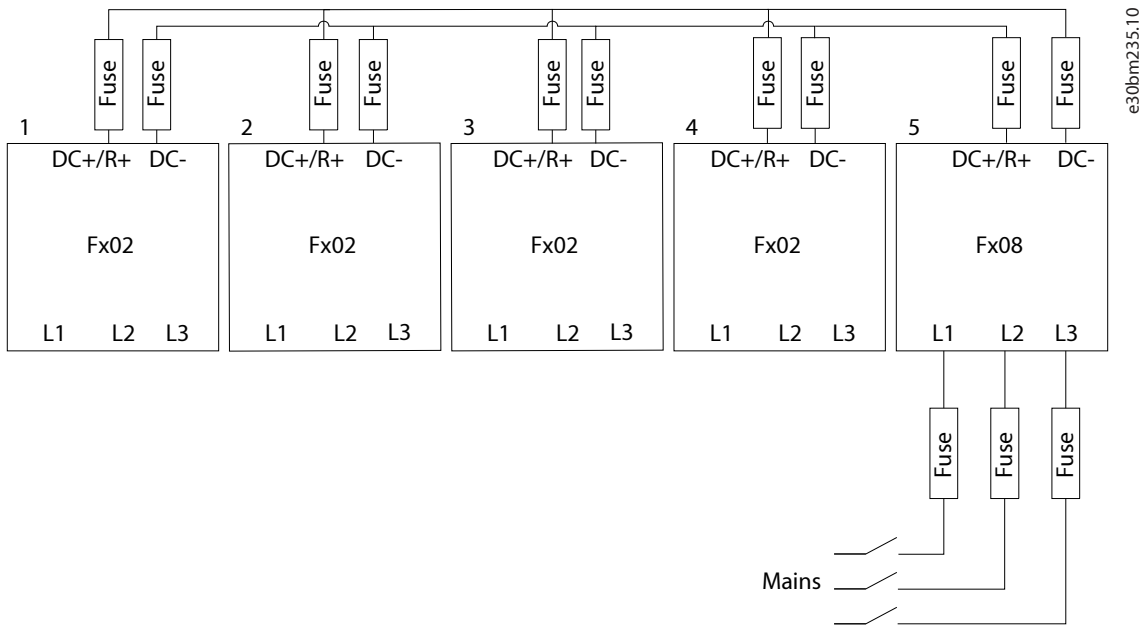 e30bm235.10
Fuse Fuse Fuse Fuse Fuse Fuse Fuse Fuse Fuse Fuse
1 2 3 4 5
DC+/R+ DC- DC+/R+ DC- DC+/R+ DC- DC+/R+ DC- DC+/R+ DC-
Fx02 Fx02 Fx02 Fx02 Fx08
L1 L2 L3 L1 L2 L3 L1 L2 L3 L1 L2 L3 L1 L2 L3
Fuse Fuse Fuse
Mains